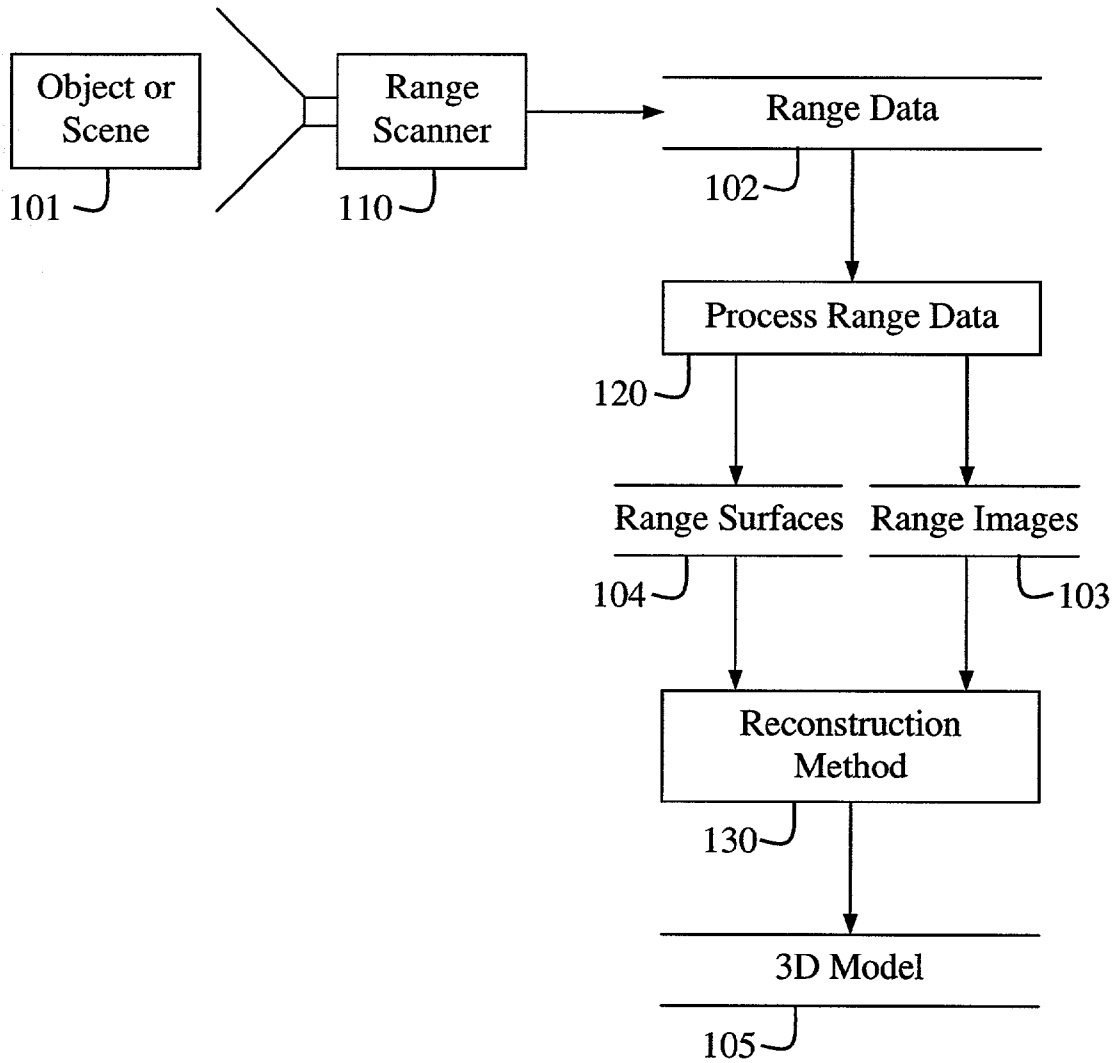 Object or
Scene
101
Range
Scanner
110
Range Data
102
Process Range Data
120
Range Surfaces
Range Images
104
103
Reconstruction
Method
130
3D Model
105